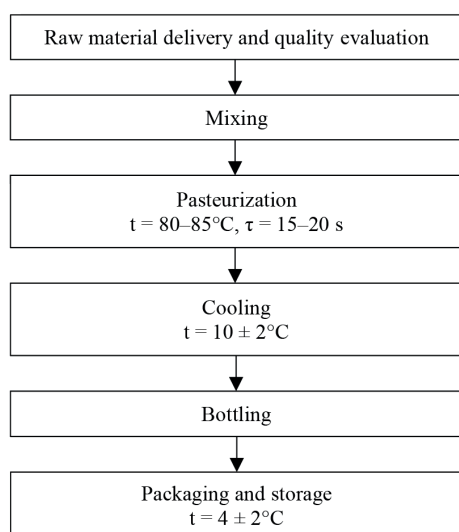 Raw material delivery and quality evaluation
Mixing
Pasteurization
t = 80–85°C, τ = 15–20 s
Cooling
t = 10 ± 2°C
Bottling
Packaging and storage
t = 4 ± 2°C